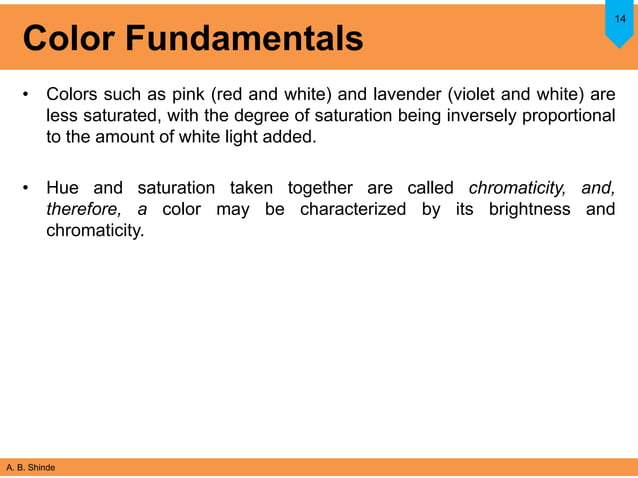 14
Color Fundamentals
• Colors such as pink (red and white) and lavender (violet and white) are
less saturated, with the degree of saturation being inversely proportional
to the amount of white light added.
• Hue and saturation taken together are called chromaticity, and,
therefore, a color may be characterized by its brightness and
chromaticity.
A. B. Shinde